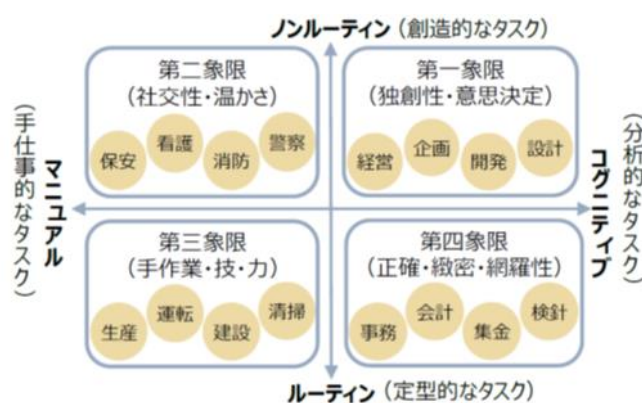 ノンルーティン(創造的なタスク)
第二象限
(社交性・温かさ)
保安
看護
消防
警察
第一象限
(独創性・意思決定)
経営
企画
開発
設計
マニュアル
(手仕事的なタスク)
コグニティブ
(分析的なタスク)
第三象限
(手作業・技・力)
生産
運転
建設
清掃
第四象限
(正確・緻密・網羅性)
事務
会計
集金
検針
ルーティン(定型的なタスク)